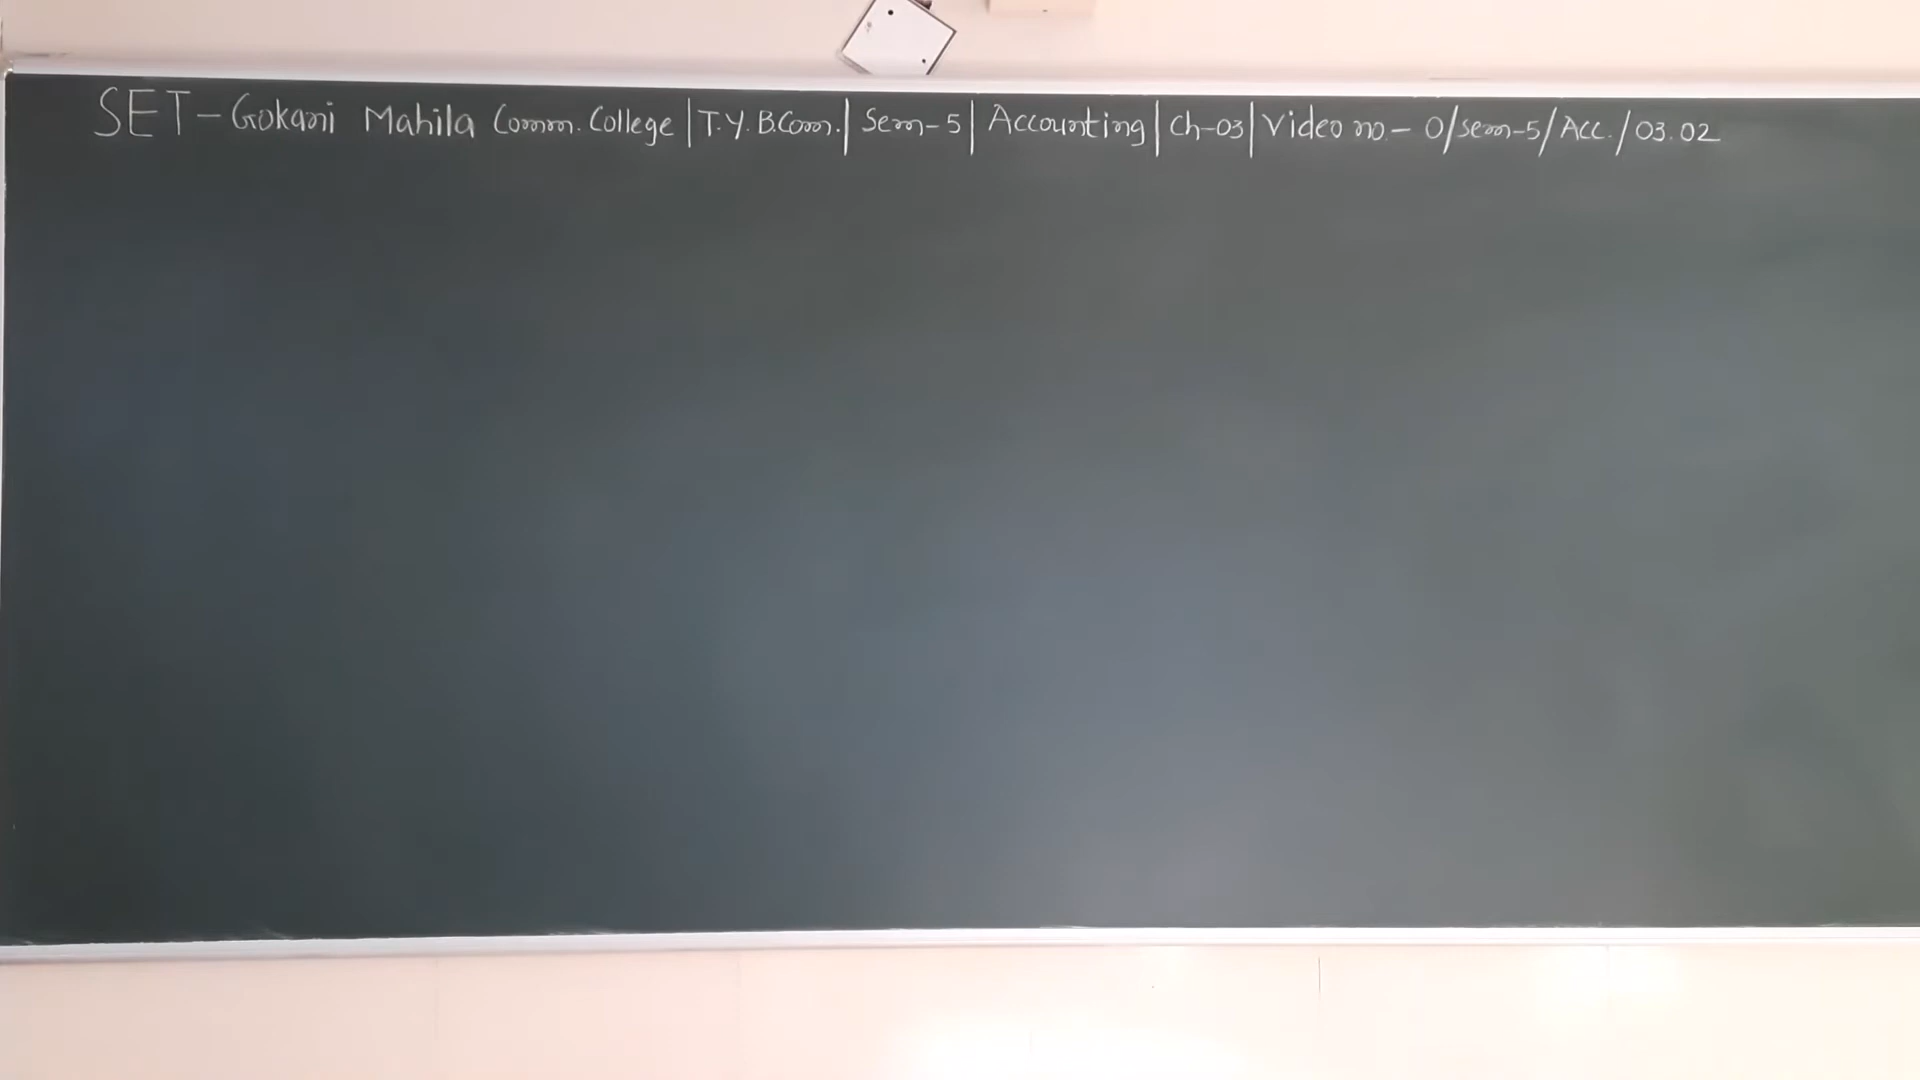 SET - Gokani Mahila Comm. College | T.Y. B.Com. | Sem-5 | Accounting | Ch-03 | Video no. - 0/sem-5/Acc./03.02